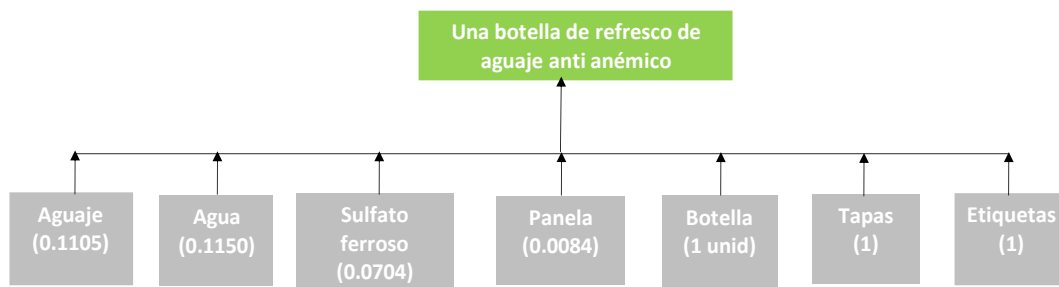 Una botella de refresco de
aguaje anti anémico
Aguaje
(0.1105)
Agua
(0.1150)
Sulfato
ferroso
(0.0704)
Panela
(0.0084)
Botella
(1 unid)
Tapas
(1)
Etiquetas
(1)